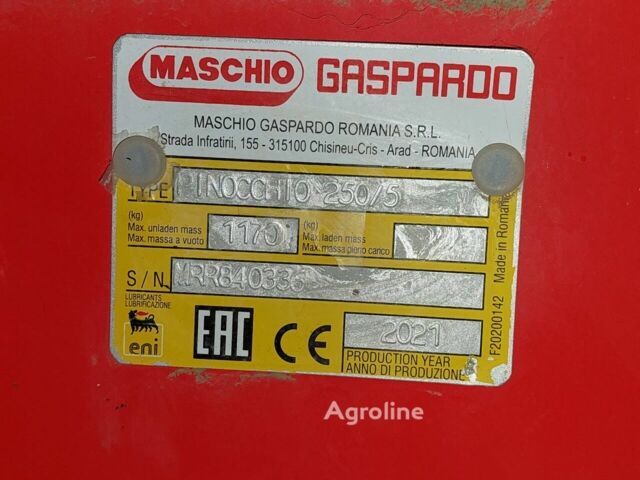 MASCHIO GASPARDO
MASCHIO GASPARDO ROMANIA S.R.L.
Strada Infratirii, 155 - 315100 Chisineu-Cris - Arad - ROMANIA
TYPE PINOCCHIO 250/5
(kg)
Max. unladen mass
Max. massa a vuoto
1170
(kg)
Max. laden mass
Max. massa pieno carico
S/N MRR840336
LUBRICANTS
LUBRIFICAZIONE
eni
EAC
CE
2021
PRODUCTION YEAR
ANNO DI PRODUZIONE
F20200142 Made in Romania
Agroline